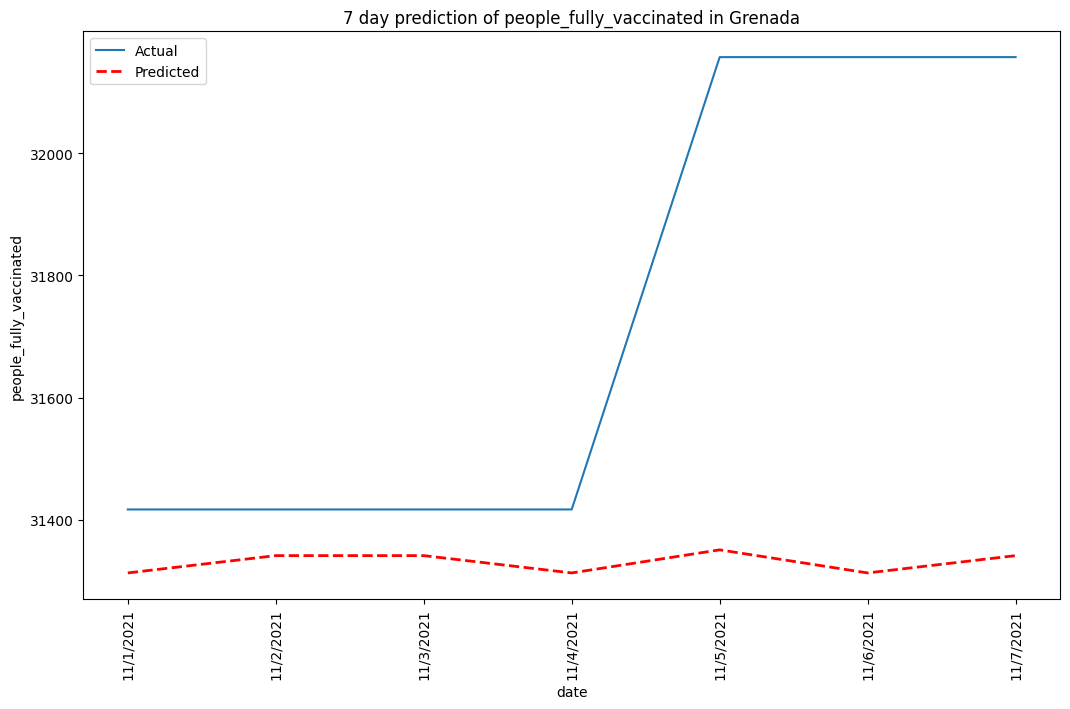 7 day prediction of people_fully_vaccinated in Grenada
Actual
Predicted
people_fully_vaccinated
32000
31800
31600
31400
11/1/2021
11/2/2021
11/3/2021
11/4/2021
11/5/2021
11/6/2021
11/7/2021
date